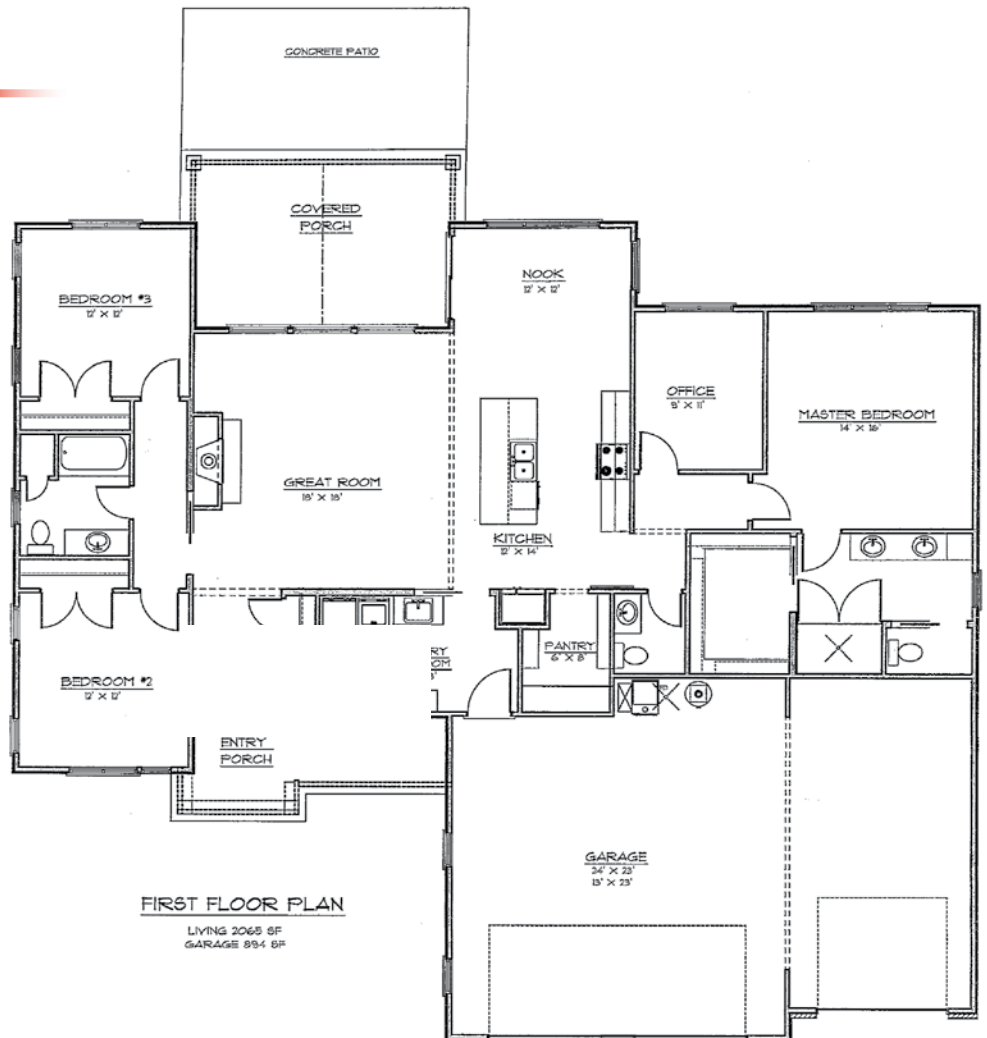 CONCRETE PATIO
COVERED
PORCH
NOOK
12' X 12'
BEDROOM #3
12' X 12'
OFFICE
9' X 11'
MASTER BEDROOM
14' X 16'
GREAT ROOM
18' X 18'
KITCHEN
12' X 14'
PANTRY
6' X 8'
RY
OM
BEDROOM #2
12' X 12'
ENTRY
PORCH
GARAGE
24' X 23'
13' X 23'
FIRST FLOOR PLAN
LIVING 2065 SF
GARAGE 894 SF